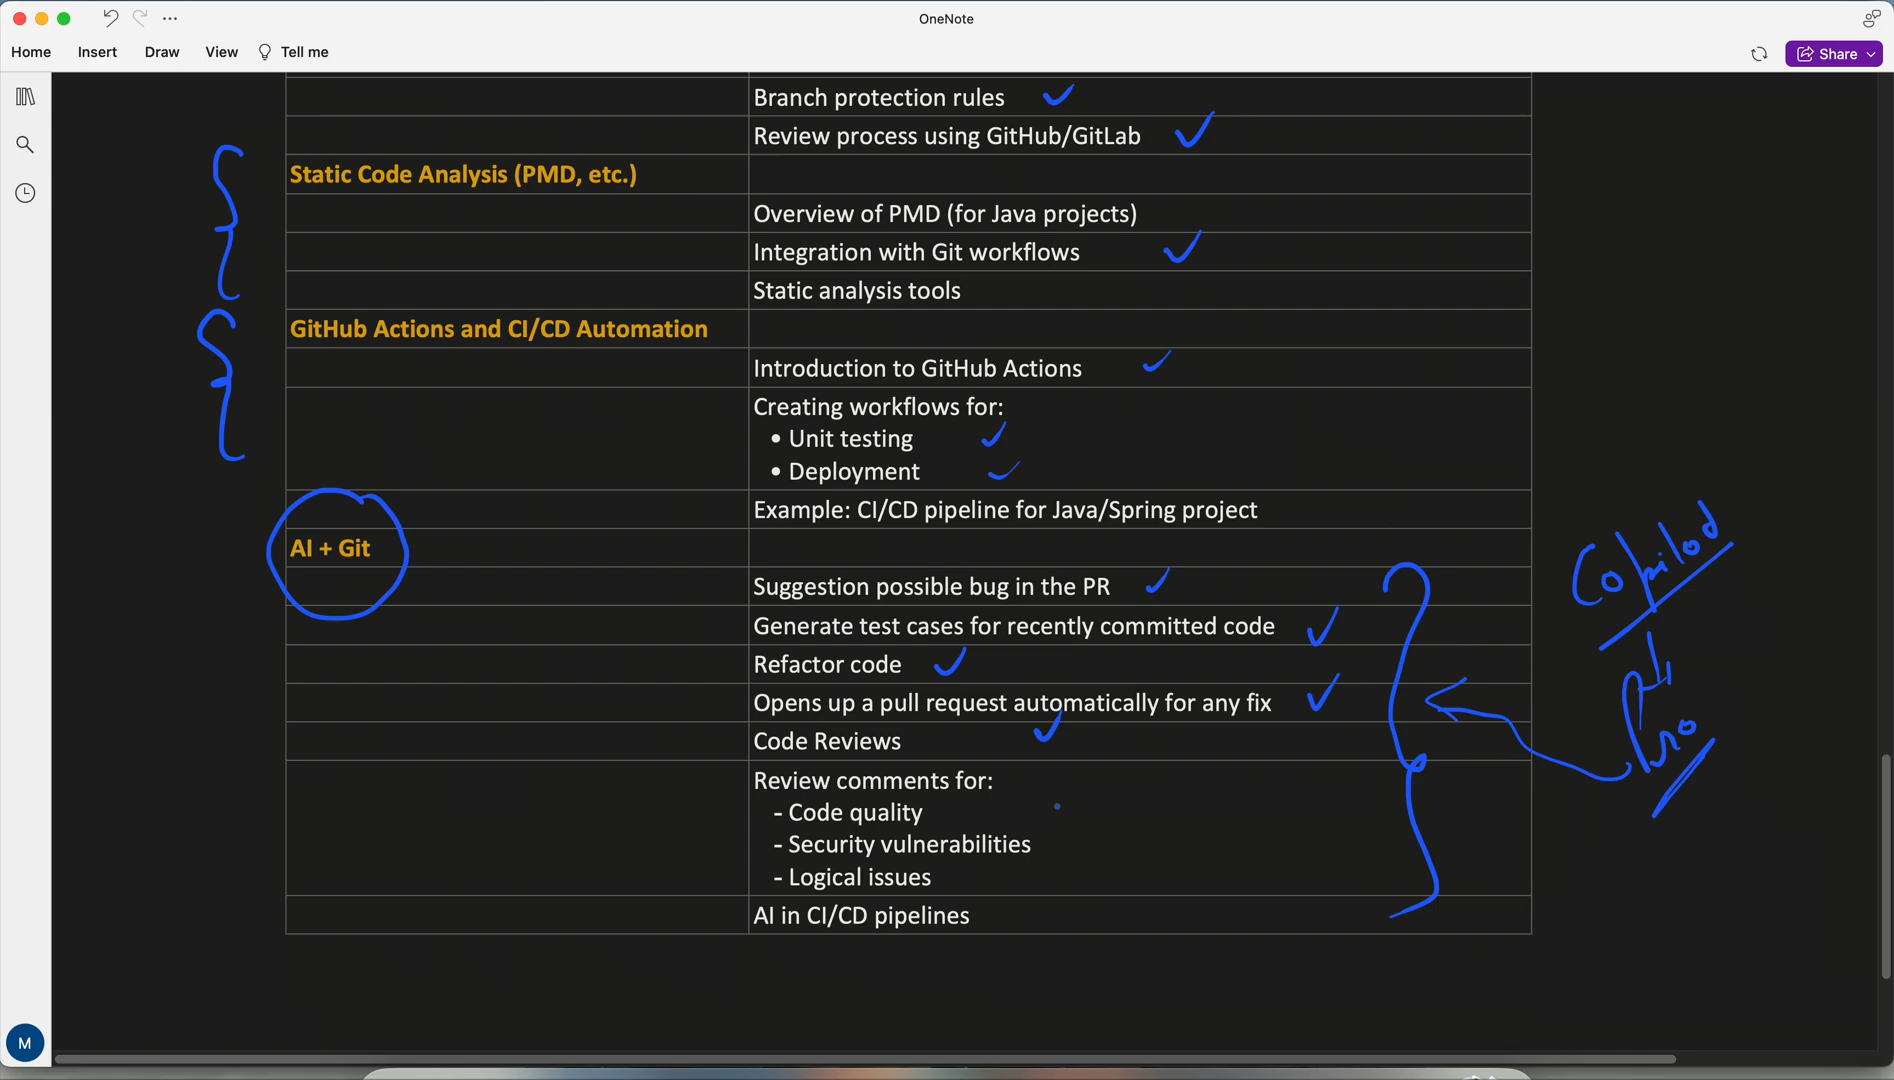 OneNote
Home Insert Draw View Tell me
Share
Branch protection rules
Review process using GitHub/GitLab
Static Code Analysis (PMD, etc.)
Overview of PMD (for Java projects)
Integration with Git workflows
Static analysis tools
GitHub Actions and CI/CD Automation
Introduction to GitHub Actions
Creating workflows for:
• Unit testing
• Deployment
Example: CI/CD pipeline for Java/Spring project
AI + Git
Suggestion possible bug in the PR
Generate test cases for recently committed code
Refactor code
Opens up a pull request automatically for any fix
Code Reviews
Review comments for:
- Code quality
- Security vulnerabilities
- Logical issues
AI in CI/CD pipelines
Pro
M